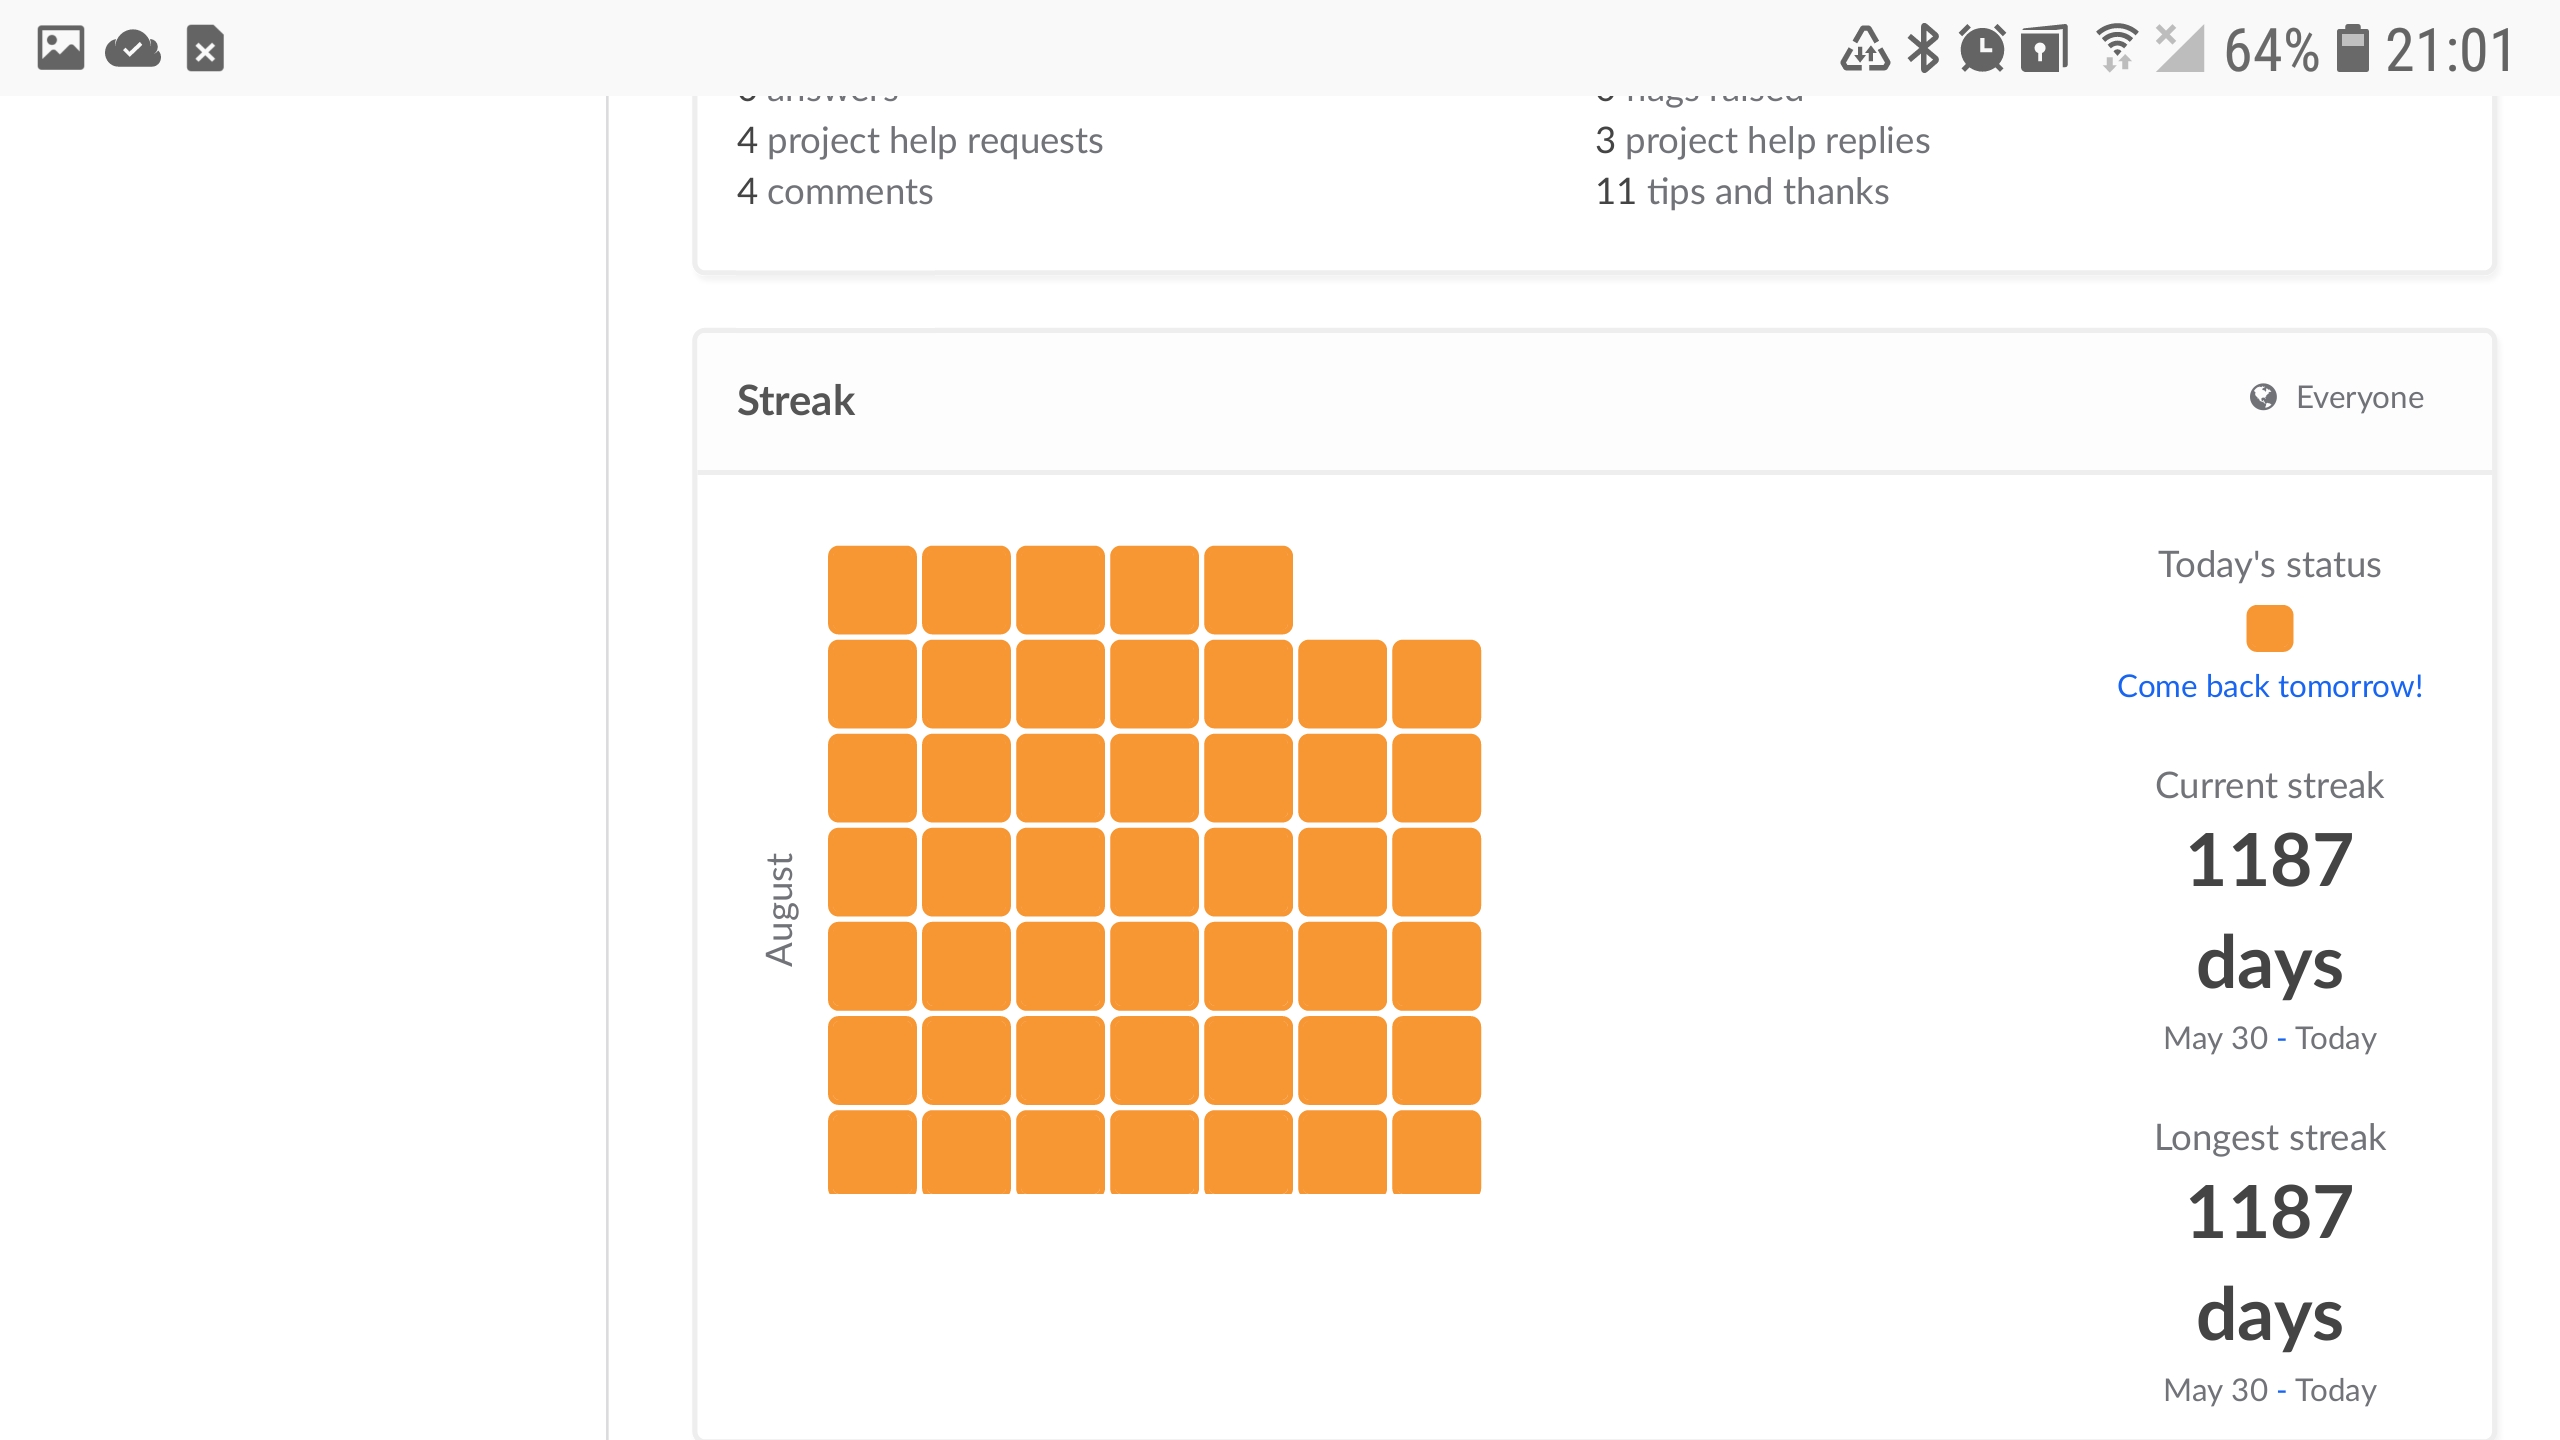 64% 21:01
answers
flags raised
4 project help requests
3 project help replies
4 comments
11 tips and thanks
Streak
Everyone
Today's status
Come back tomorrow!
August
Current streak
1187
days
May 30 - Today
Longest streak
1187
days
May 30 - Today